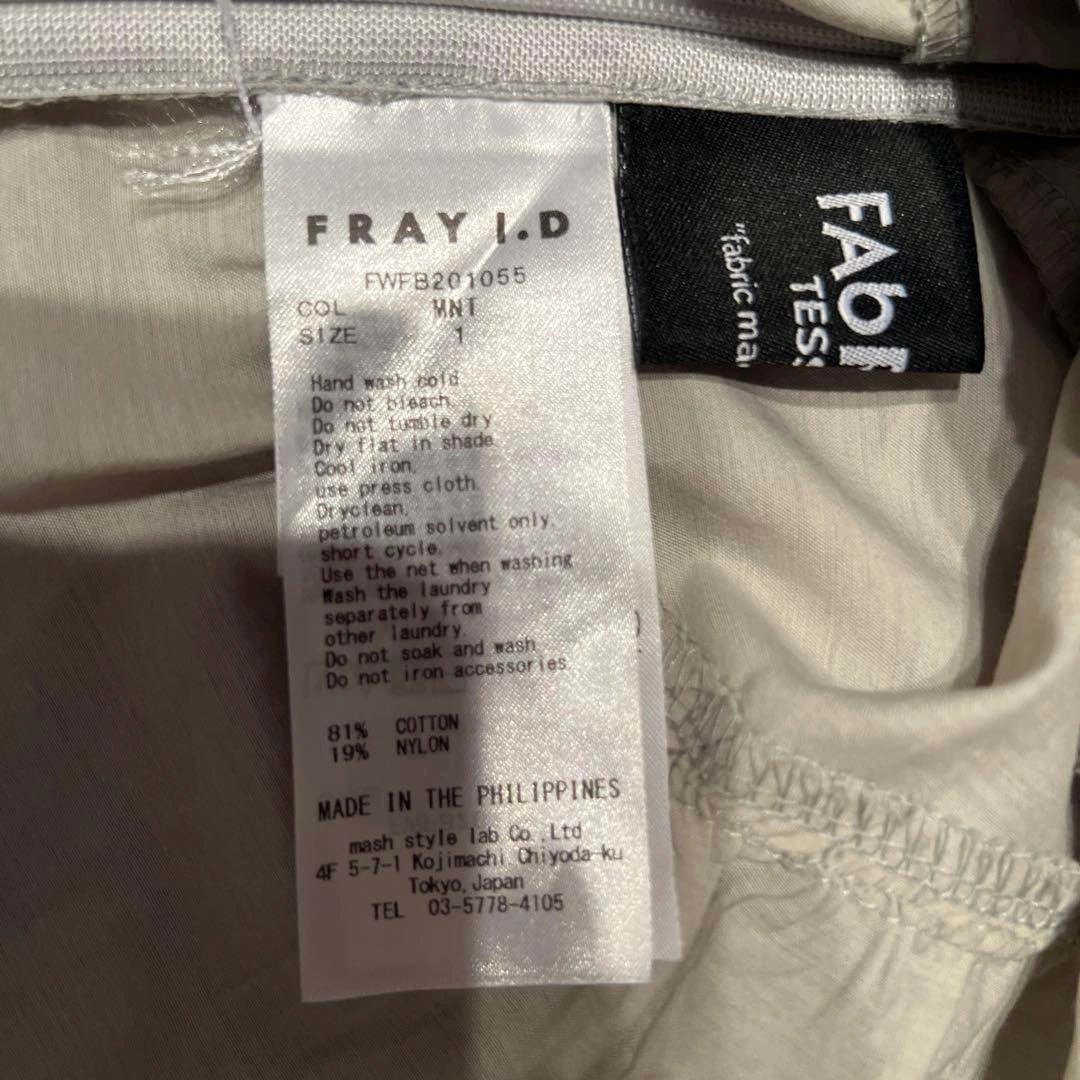 FRAY I.D
FWFB201055
COL MNT
SIZE 1
Hand wash cold
Do not bleach.
Do not tumble dry
Dry flat in shade.
Cool iron,
use press cloth.
Dryclean,
petroleum solvent only,
short cycle.
Use the net when washing
Wash the laundry
separately from
other laundry.
Do not soak and wash
Do not iron accessories
81% COTTON
19% NYLON
MADE IN THE PHILIPPINES
mash style lab Co.,Ltd
4F 5-7-1 Kojimachi Chiyoda-ku
Tokyo,Japan
TEL 03-5778-4105
FAb
TESS
"fabric ma